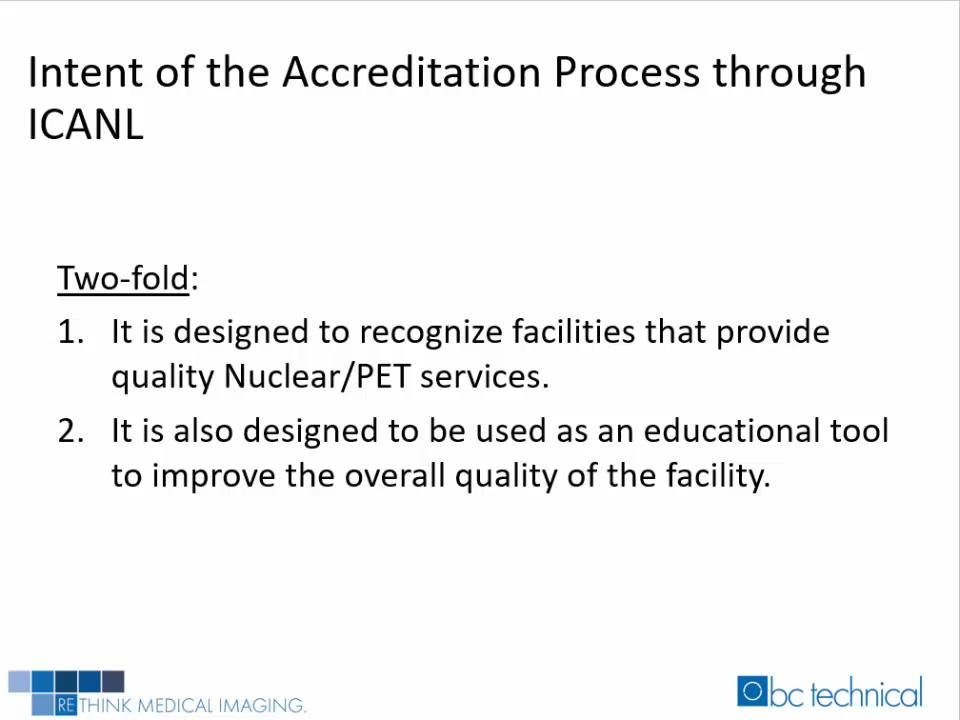 Intent of the Accreditation Process through
ICANL
Two-fold:
1. It is designed to recognize facilities that provide
quality Nuclear/PET services.
2. It is also designed to be used as an educational tool
to improve the overall quality of the facility.
RETHINK MEDICAL IMAGING.
bc technical